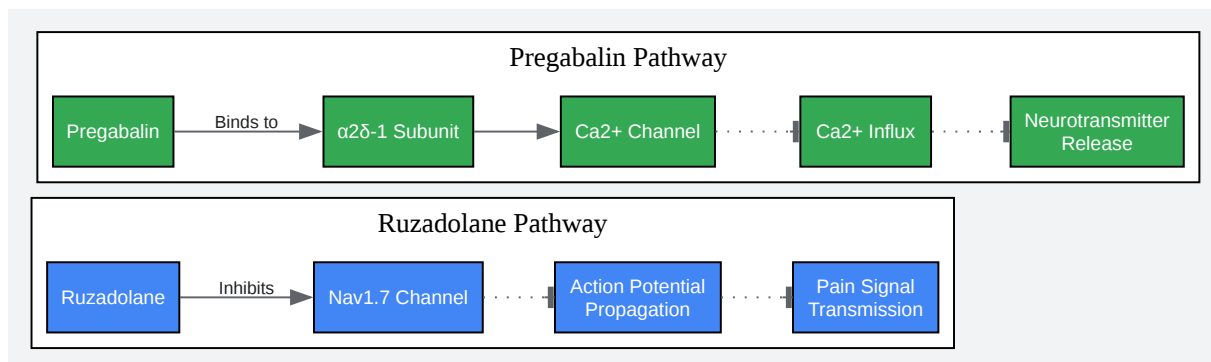 Pregabalin Pathway
Pregabalin
Binds to
α2δ-1 Subunit
Ca2+ Channel
Ca2+ Influx
Neurotransmitter
Release
Ruzadolane Pathway
Ruzadolane
Inhibits
Nav1.7 Channel
Action Potential
Propagation
Pain Signal
Transmission